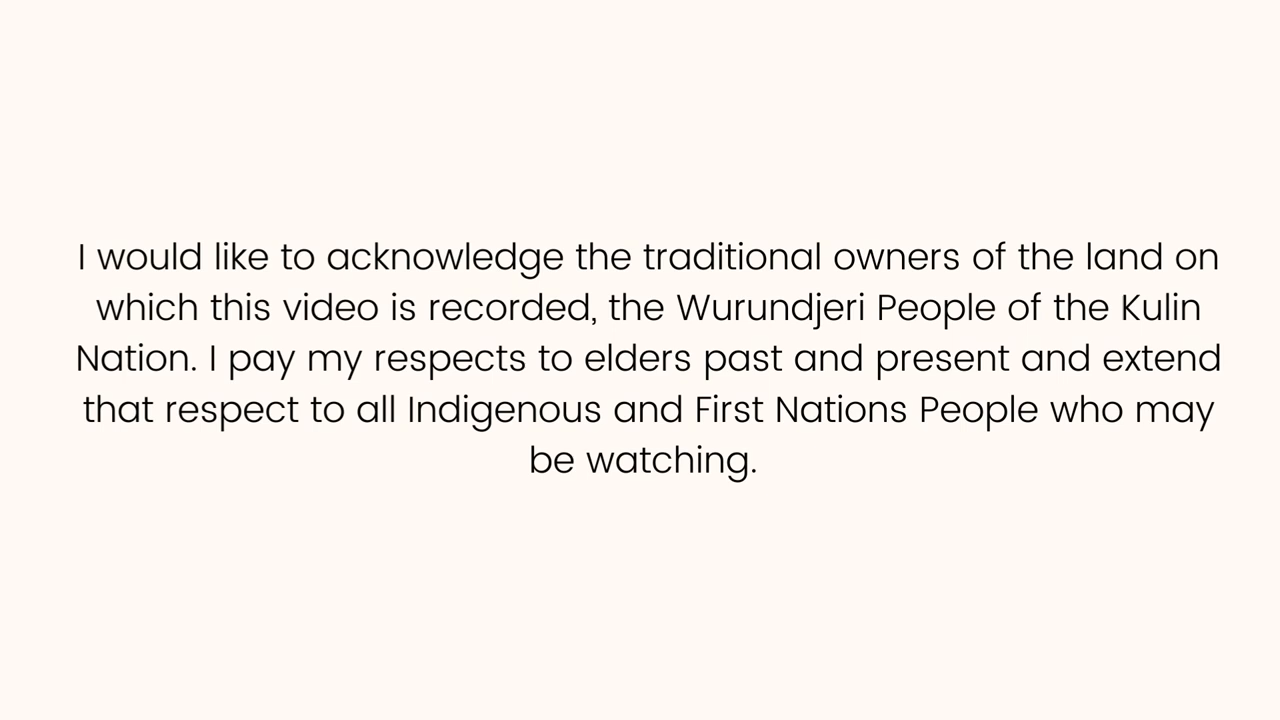 I would like to acknowledge the traditional owners of the land on
which this video is recorded, the Wurundjeri People of the Kulin
Nation. I pay my respects to elders past and present and extend
that respect to all Indigenous and First Nations People who may
be watching.